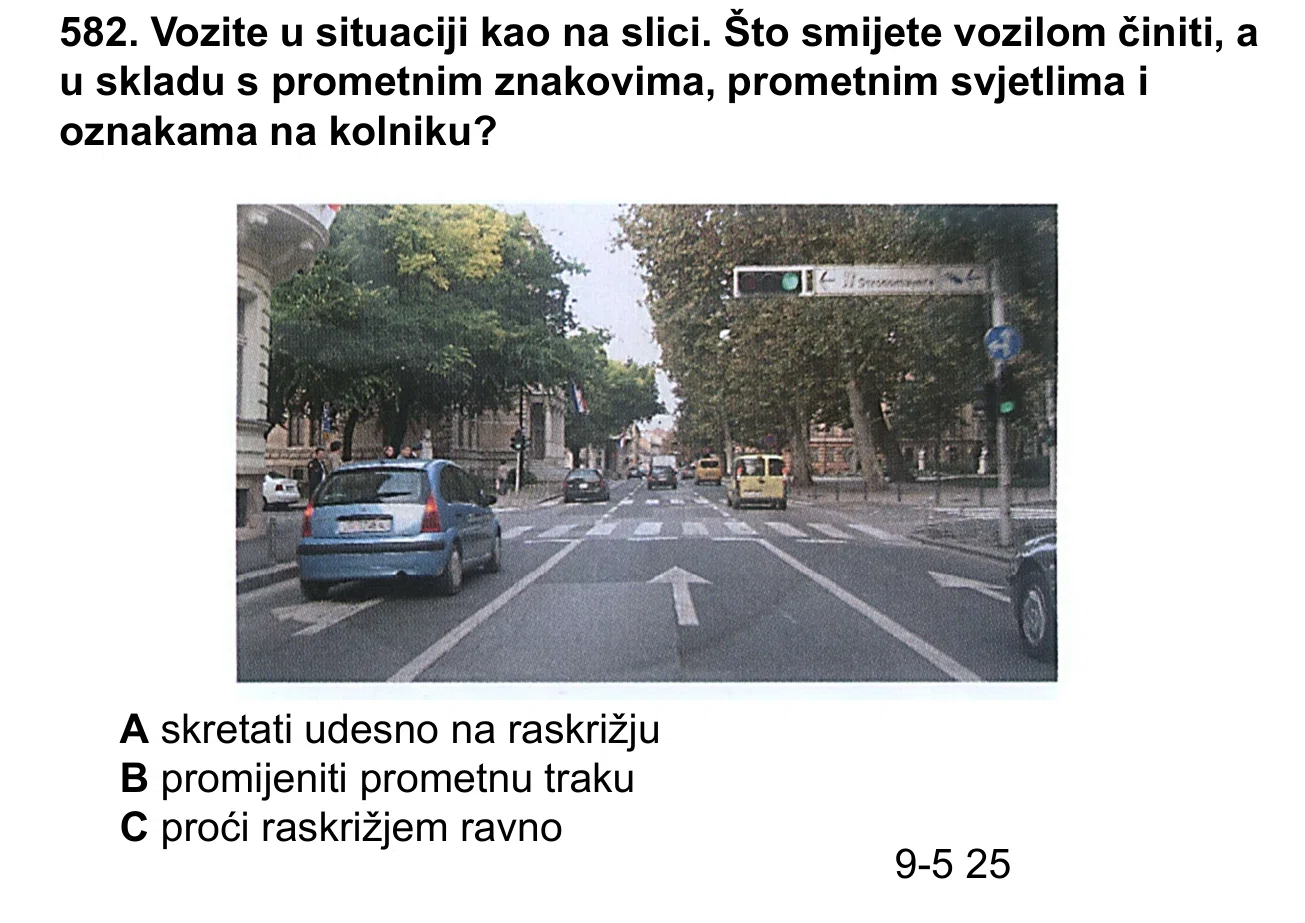 582. Vozite u situaciji kao na slici. Što smijete vozilom činiti, a
u skladu s prometnim znakovima, prometnim svjetlima i
oznakama na kolniku?
A skretati udesno na raskrižju
B promijeniti prometnu traku
C proći raskrižjem ravno
9-5 25